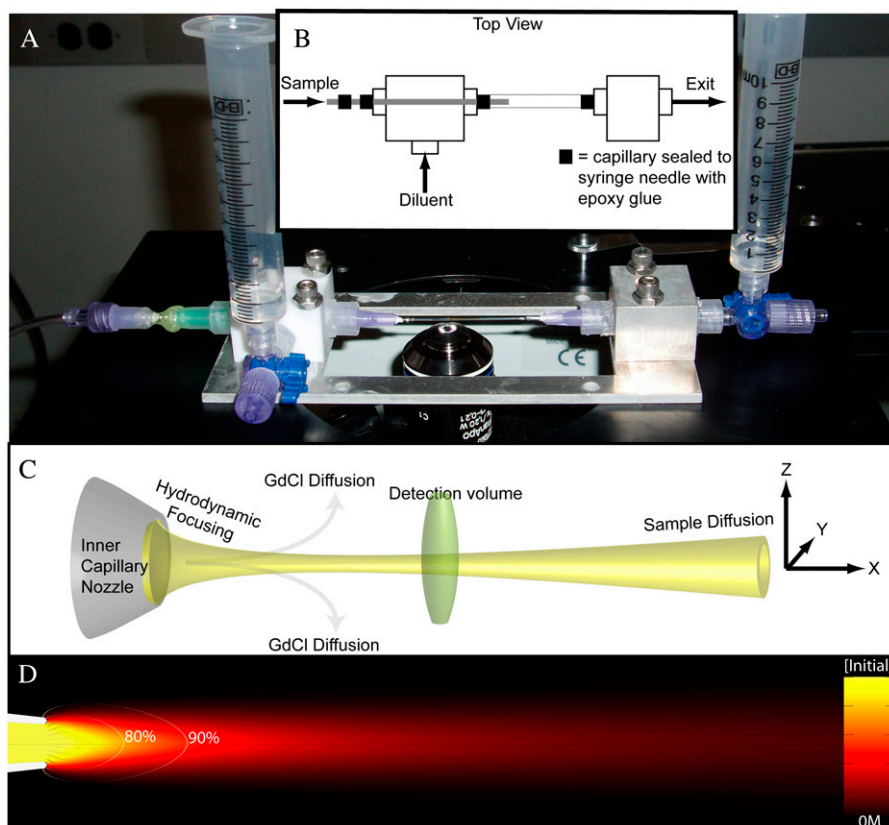 A
B
Top View
Sample
Exit
Diluent
■ = capillary sealed to
syringe needle with
epoxy glue
B-D
B-D
10m
9
8
7
6
5
4
3
2
1
CE
C1
C
Hydrodynamic
Focusing
GdCl Diffusion
Detection volume
Sample Diffusion
Inner
Capillary
Nozzle
GdCl Diffusion
Z
Y
X
D
80%
90%
[Initial]
0M